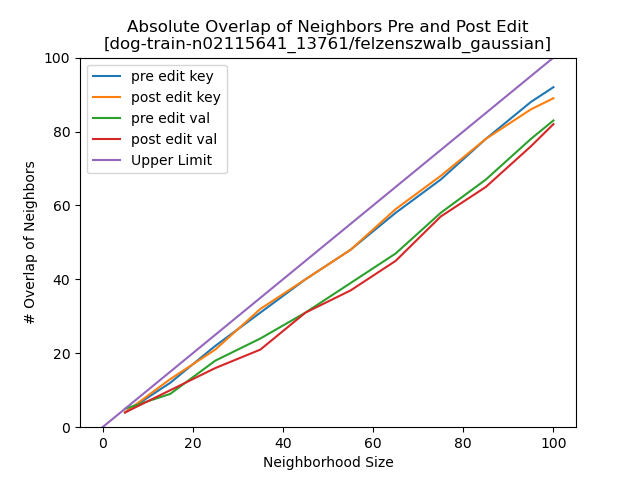 Absolute Overlap of Neighbors Pre and Post Edit
[dog-train-n02115641_13761/felzenszwalb_gaussian]
pre edit key
post edit key
pre edit val
post edit val
Upper Limit
# Overlap of Neighbors
100
80
60
40
20
0
0 20 40 60 80 100
Neighborhood Size